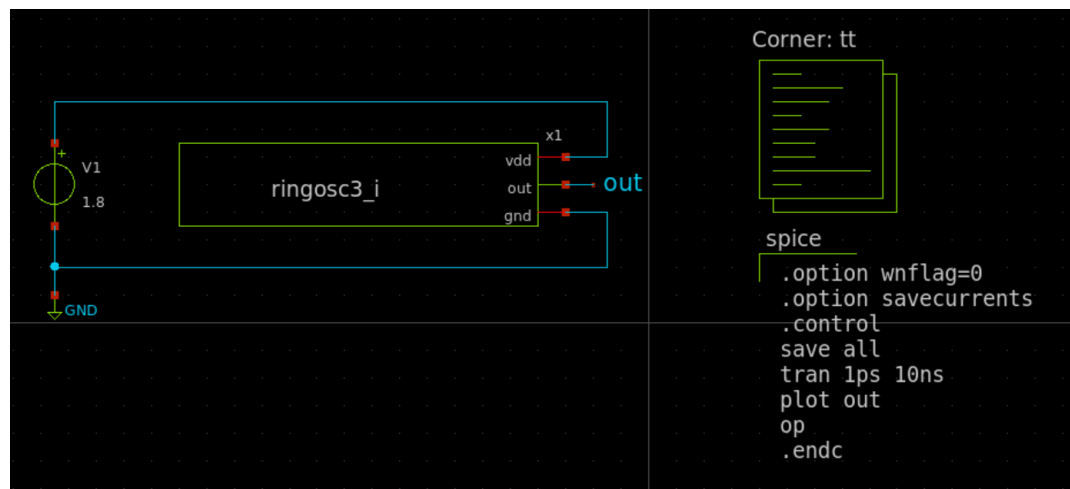 Corner: tt
x1
+
V1
1.8
ringosc3_i
vdd
out
gnd
out
GND
spice
.option wnflag=0
.option savecurrents
.control
save all
tran 1ps 10ns
plot out
op
.endc